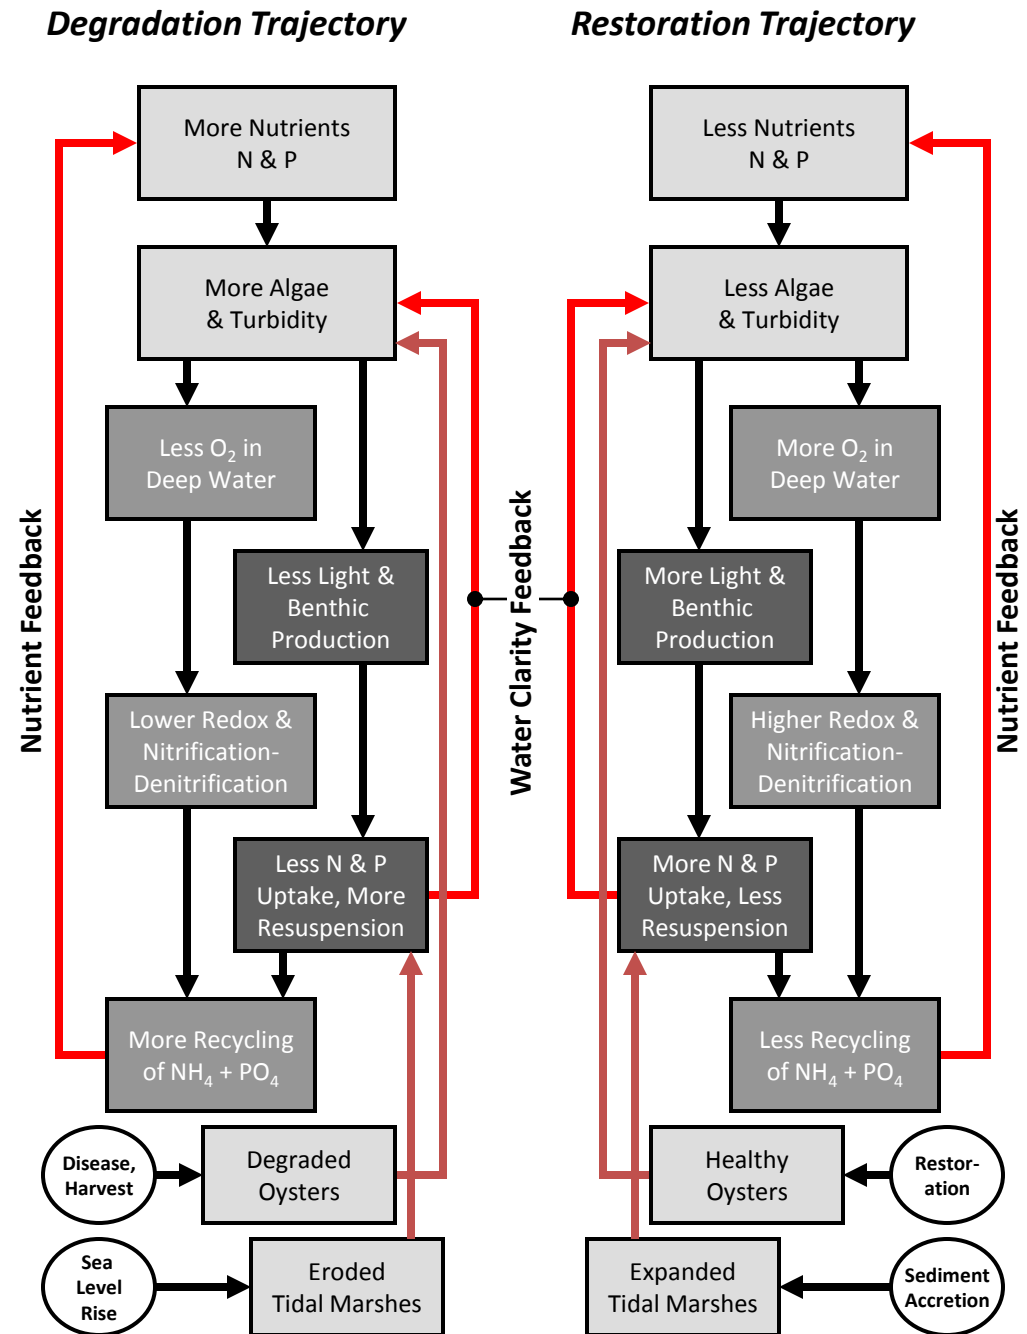 Degradation Trajectory
Restoration Trajectory
More Nutrients
N & P
Less Nutrients
N & P
More Algae
& Turbidity
Less Algae
& Turbidity
Less O₂ in
Deep Water
More O₂ in
Deep Water
Nutrient Feedback
Less Light &
Benthic
Production
Water Clarity Feedback
More Light &
Benthic
Production
Nutrient Feedback
Lower Redox &
Nitrification-
Denitrification
Higher Redox &
Nitrification-
Denitrification
Less N & P
Uptake, More
Resuspension
More N & P
Uptake, Less
Resuspension
More Recycling
of NH₄ + PO₄
Less Recycling
of NH₄ + PO₄
Disease,
Harvest
Degraded
Oysters
Healthy
Oysters
Restor-
ation
Sea
Level
Rise
Eroded
Tidal Marshes
Expanded
Tidal Marshes
Sediment
Accretion